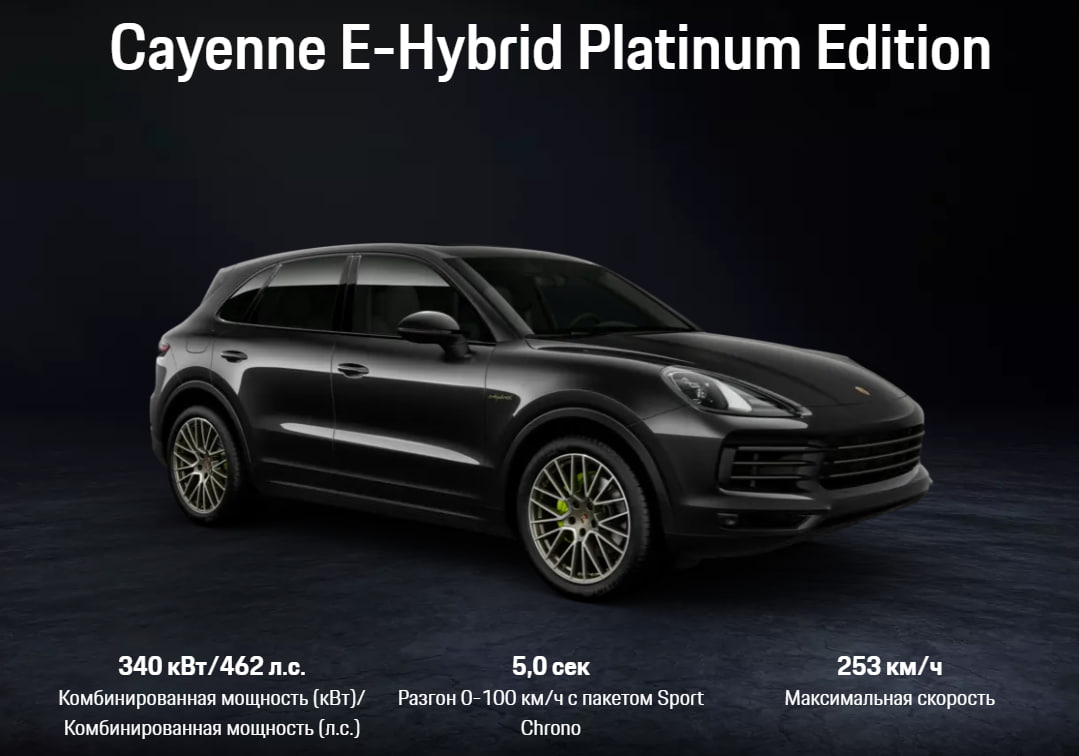 Cayenne E-Hybrid Platinum Edition
e-hybrid
340 кВт/462 л.с.
Комбинированная мощность (кВт)/
Комбинированная мощность (л.с.)
5,0 сек
Разгон 0-100 км/ч с пакетом Sport
Chrono
253 км/ч
Максимальная скорость